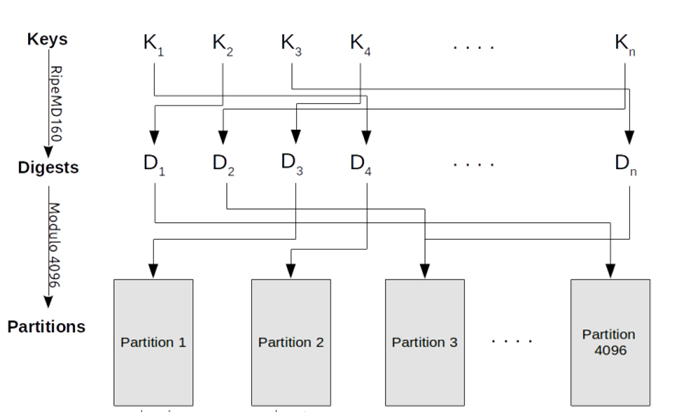 Keys K1 K2 K3 K4 . . . . Kn
RipeMD160
Digests D1 D2 D3 D4 . . . . Dn
Modulo 4096
Partitions
Partition 1
Partition 2
Partition 3
. . . .
Partition
4096